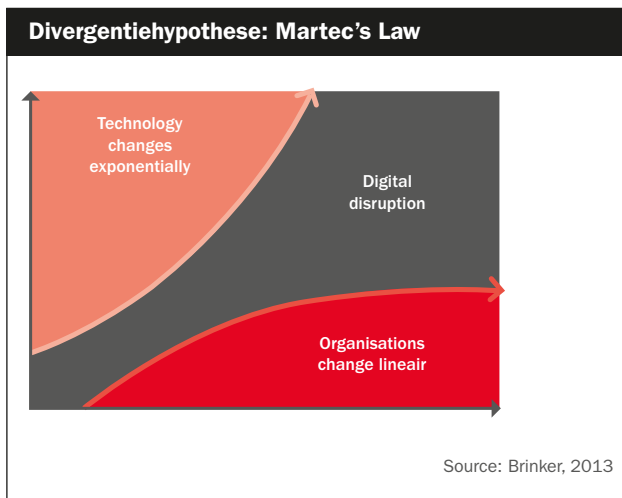 Divergentiehypothese: Martec’s Law
Technology
changes
exponentially
Digital
disruption
Organisations
change lineair
Source: Brinker, 2013